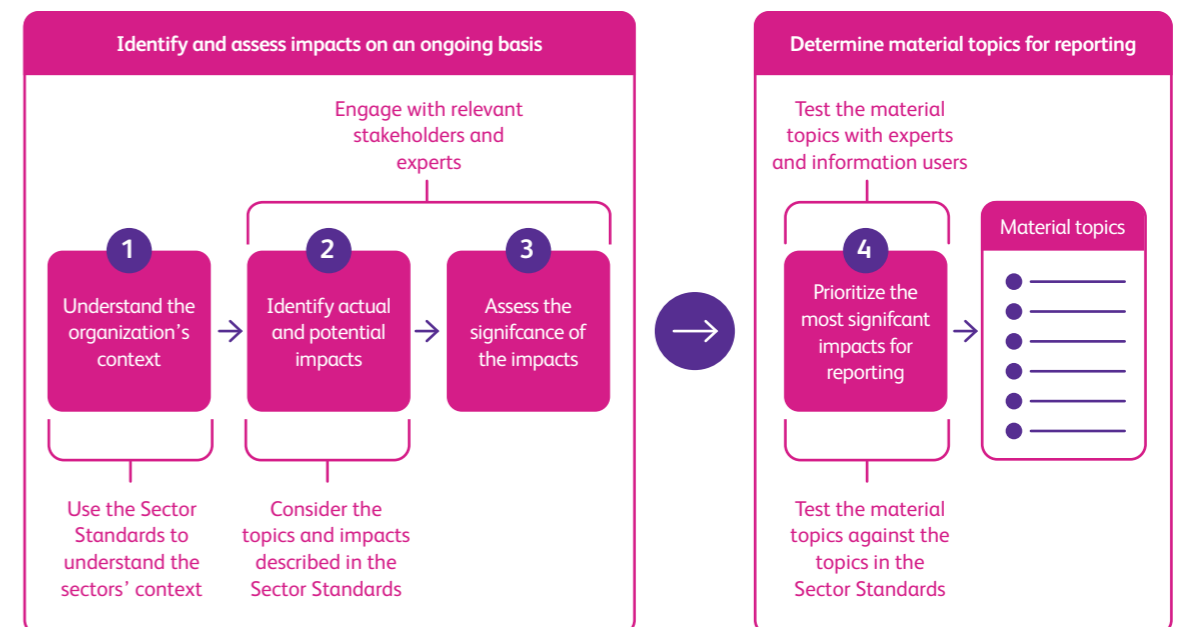 Identify and assess impacts on an ongoing basis
Engage with relevant
stakeholders and
experts
1
Understand the
organization's
context
2
Identify actual
and potential
impacts
3
Assess the
signifcance of
the impacts
Use the Sector
Standards to
understand the
sectors' context
Consider the
topics and impacts
described in the
Sector Standards
Determine material topics for reporting
Test the material
topics with experts
and information users
4
Prioritize the
most signifcant
impacts for
reporting
Material topics
Test the material
topics against the
topics in the
Sector Standards